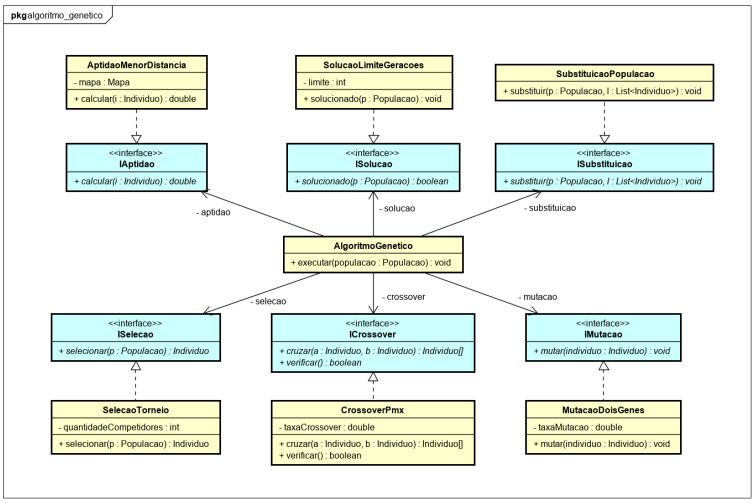 pkg algoritmo_genetico
AptidaoMenorDistancia
- mapa : Mapa
+ calcular(i : Individuo) : double
SolucaoLimiteGeracoes
- limite : int
+ solucionado(p : Populacao) : void
SubstituicaoPopulacao
+ substituir(p : Populacao, l : List<Individuo>) : void
<<interface>>
IAptidao
+ calcular(i : Individuo) : double
<<interface>>
ISolucao
+ solucionado(p : Populacao) : boolean
<<interface>>
ISubstituicao
+ substituir(p : Populacao, l : List<Individuo>) : void
- aptidao
- solucao
- substituicao
AlgoritmoGenetico
+ executar(populacao : Populacao) : void
- selecao
- crossover
- mutacao
<<interface>>
ISelecao
+ selecionar(p : Populacao) : Individuo
<<interface>>
ICrossover
+ cruzar(a : Individuo, b : Individuo) : Individuo[]
+ verificar() : boolean
<<interface>>
IMutacao
+ mutar(individuo : Individuo) : void
SelecaoTorneio
- quantidadeCompetidores : int
+ selecionar(p : Populacao) : Individuo
CrossoverPmx
- taxaCrossover : double
+ cruzar(a : Individuo, b : Individuo) : Individuo[]
+ verificar() : boolean
MutacaoDoisGenes
- taxaMutacao : double
+ mutar(individuo : Individuo) : void